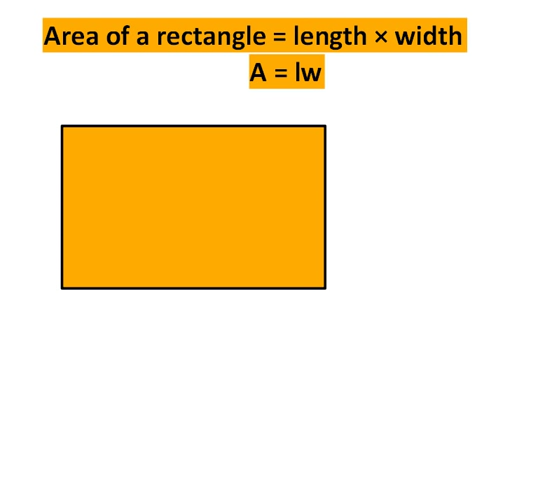 Area of a rectangle = length × width
A = lw